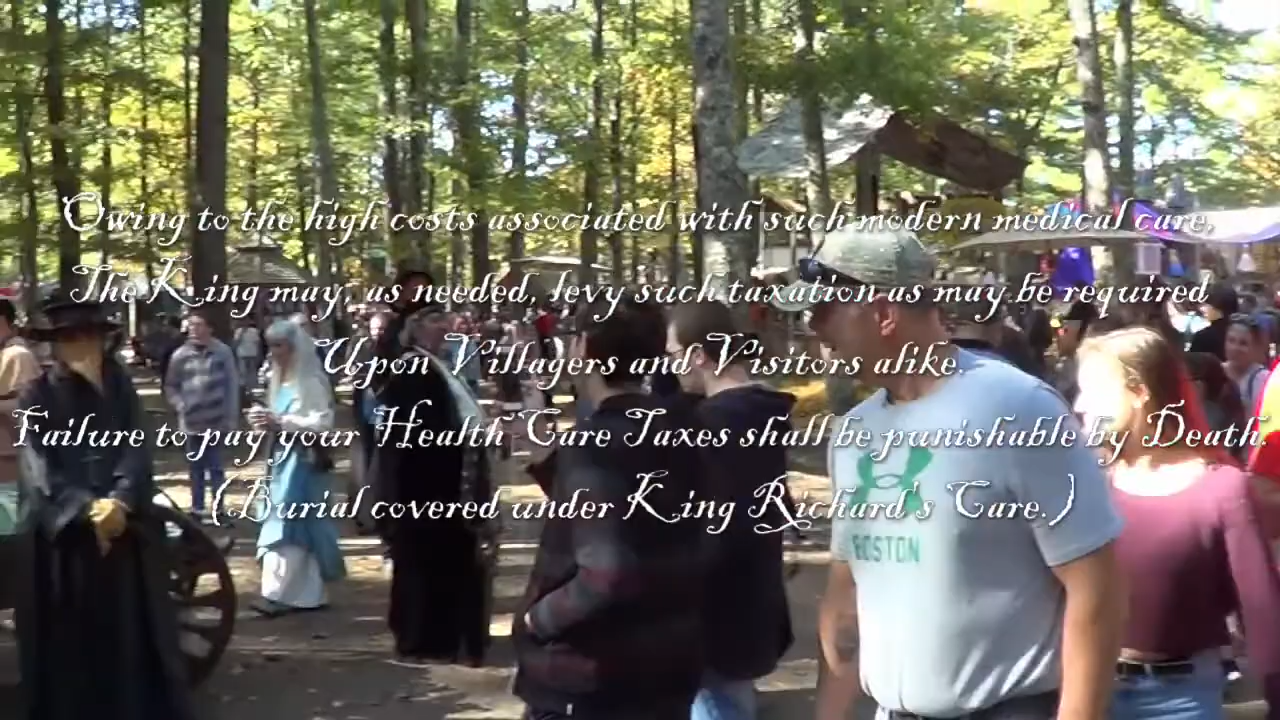 Owing to the high costs associated with such modern medical care,
The King may, as needed, levy such taxation as may be required
Upon Villagers and Visitors alike.
Failure to pay your Health Care Taxes shall be punishable by Death.
(Burial covered under King Richard's Care.)
BOSTON